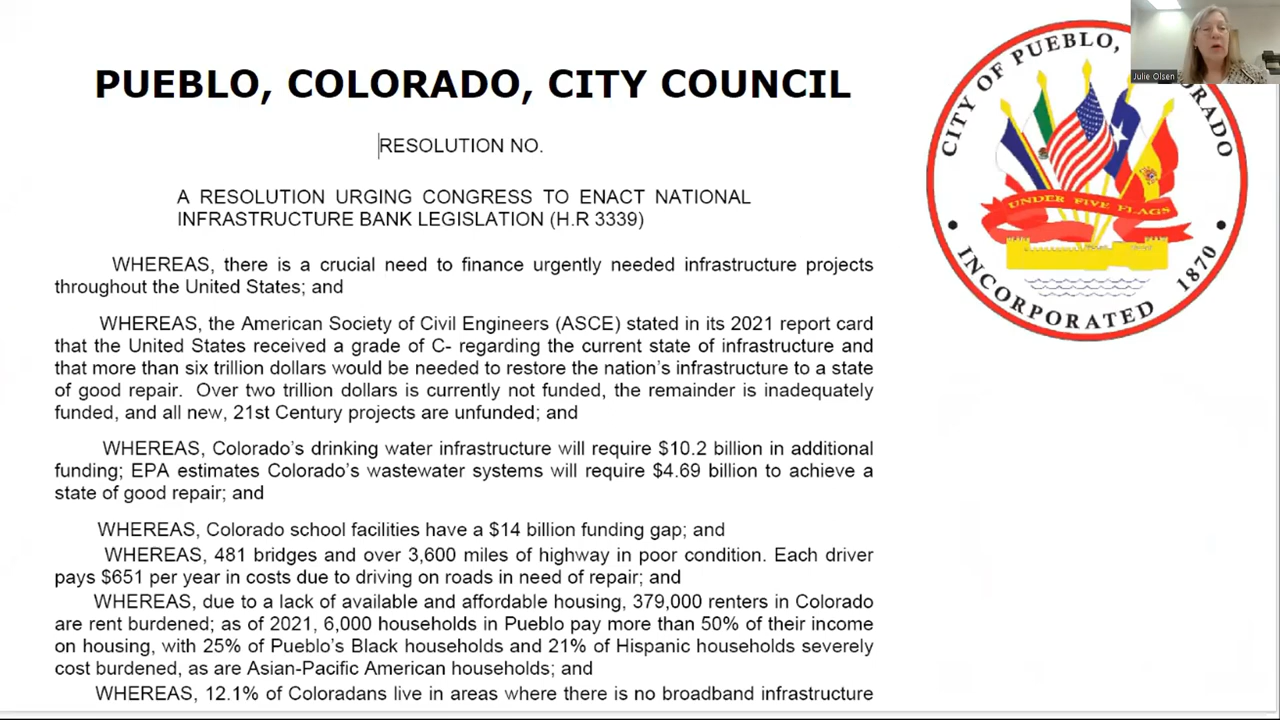 PUEBLO, COLORADO, CITY COUNCIL
RESOLUTION NO.
A RESOLUTION URGING CONGRESS TO ENACT NATIONAL
INFRASTRUCTURE BANK LEGISLATION (H.R 3339)
WHEREAS, there is a crucial need to finance urgently needed infrastructure projects
throughout the United States; and
WHEREAS, the American Society of Civil Engineers (ASCE) stated in its 2021 report card
that the United States received a grade of C- regarding the current state of infrastructure and
that more than six trillion dollars would be needed to restore the nation's infrastructure to a state
of good repair. Over two trillion dollars is currently not funded, the remainder is inadequately
funded, and all new, 21st Century projects are unfunded; and
WHEREAS, Colorado's drinking water infrastructure will require $10.2 billion in additional
funding; EPA estimates Colorado's wastewater systems will require $4.69 billion to achieve a
state of good repair; and
WHEREAS, Colorado school facilities have a $14 billion funding gap; and
WHEREAS, 481 bridges and over 3,600 miles of highway in poor condition. Each driver
pays $651 per year in costs due to driving on roads in need of repair; and
WHEREAS, due to a lack of available and affordable housing, 379,000 renters in Colorado
are rent burdened; as of 2021, 6,000 households in Pueblo pay more than 50% of their income
on housing, with 25% of Pueblo's Black households and 21% of Hispanic households severely
cost burdened, as are Asian-Pacific American households; and
WHEREAS, 12.1% of Coloradans live in areas where there is no broadband infrastructure
CITY OF PUEBLO, ORADO
UNDER FIVE FLAGS
• INCORPORATED 1870 •
Julie Olsen